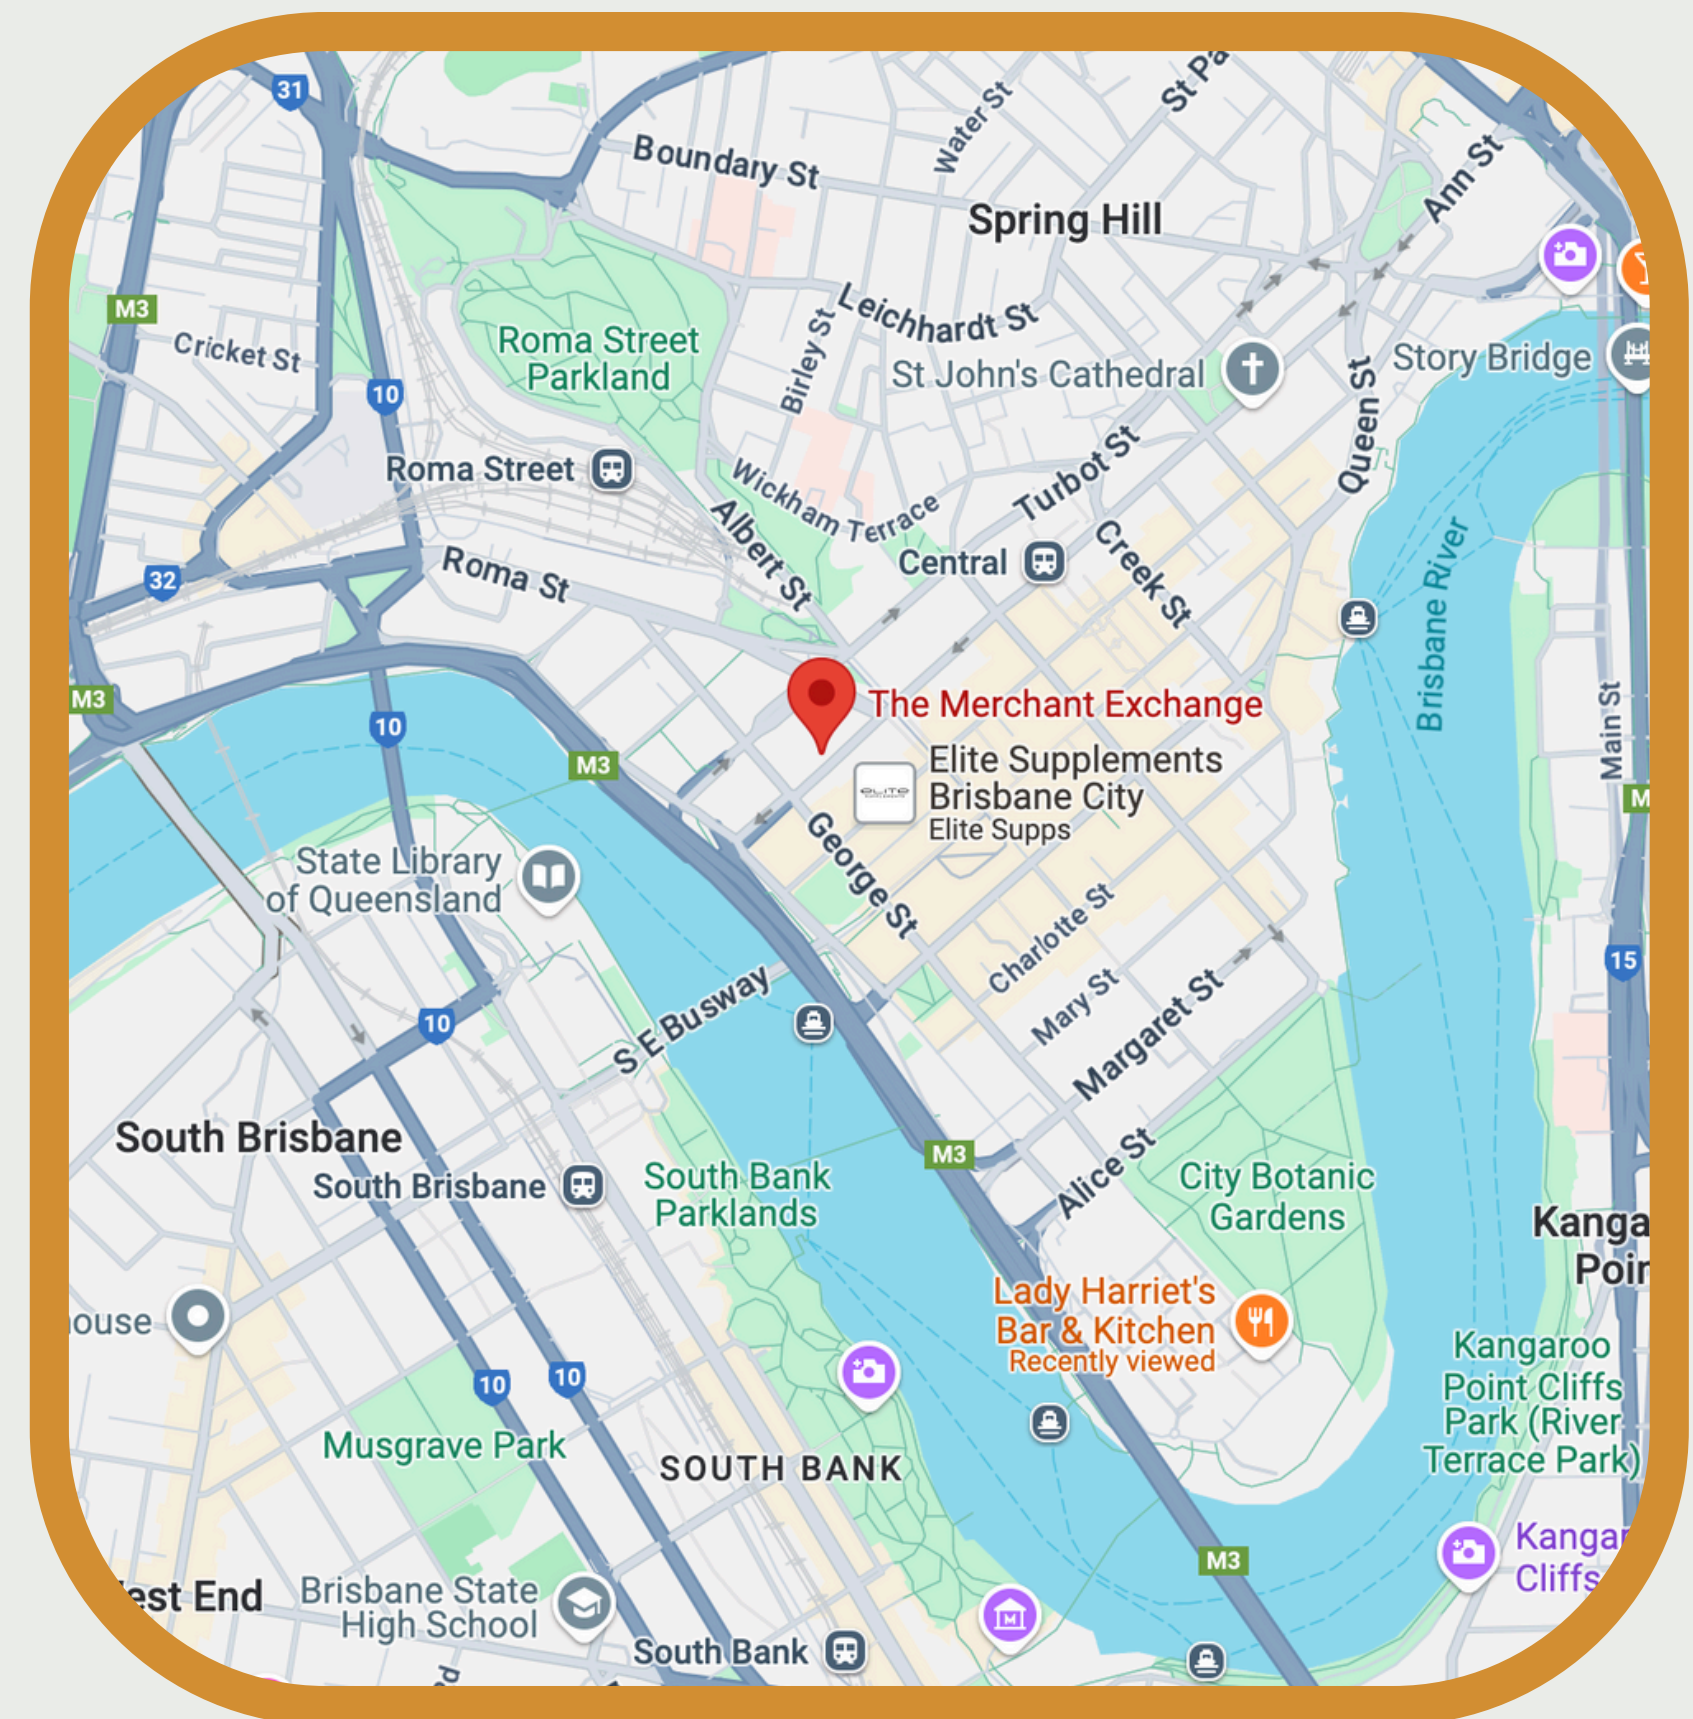 31
St Pa
Water St
Boundary St
Ann St
Spring Hill
M3
Leichhardt St
Cricket St
Birley St
Roma Street
Parkland
St John's Cathedral
Story Bridge
10
Queen St
Roma Street
Wickham Terrace
Turbot St
Albert St
Central
Creek St
Roma St
32
Brisbane River
M3
The Merchant Exchange
Main St
10
M3
Elite Supplements
Brisbane City
Elite Supps
ELITE
M
George St
State Library
of Queensland
Charlotte St
15
S E Busway
Mary St
Margaret St
10
South Brisbane
M3
Alice St
South Brisbane
South Bank
Parklands
City Botanic
Gardens
Kanga
Poin
Lady Harriet's
Bar & Kitchen
Recently viewed
ouse
Kangaroo
Point Cliffs
Park (River
Terrace Park)
10
10
Musgrave Park
SOUTH BANK
Kangar
Cliffs
M3
est End
Brisbane State
High School
M
South Bank